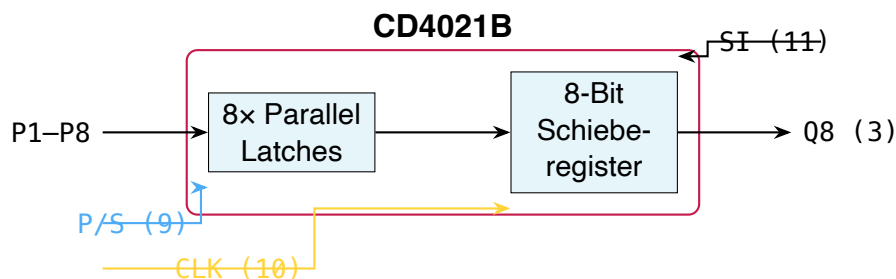 CD4021B
SI (11)
8× Parallel
Latches
8-Bit
Schiebe-
register
P1–P8
Q8 (3)
P/S (9)
CLK (10)